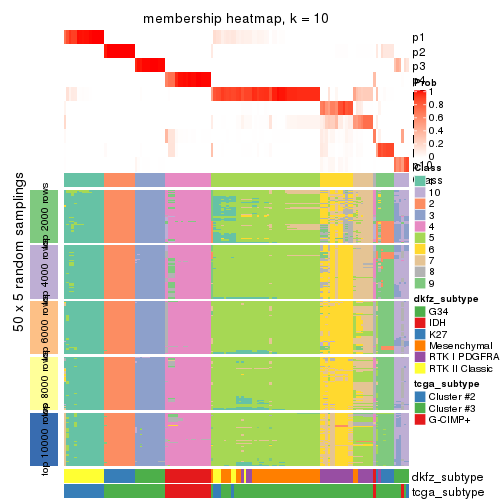 membership heatmap, k = 10
p1
p2
p3
p4
p10
Prob
1
0.8
0.6
0.4
0.2
0
Class
1
10
2
3
4
5
6
7
8
9
50 x 5 random samplings
top 2000 rows
top 4000 rows
top 6000 rows
top 8000 rows
top 10000 rows
dkfz_subtype
G34
IDH
K27
Mesenchymal
RTK I PDGFRA
RTK II Classic
tcga_subtype
Cluster #2
Cluster #3
G-CIMP+
dkfz_subtype
tcga_subtype